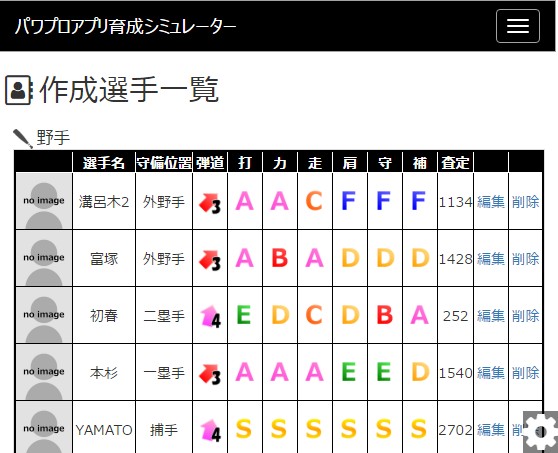 パワプロアプリ育成シミュレーター
作成選手一覧
野手
選手名 守備位置 弾道 打 力 走 肩 守 補 査定
no image 溝呂木2 外野手 3 A A C F F F 1134 編集 削除
no image 富塚 外野手 3 A B A D D D 1428 編集 削除
no image 初春 二塁手 4 E D C D B A 252 編集 削除
no image 本杉 一塁手 3 A A A E E D 1540 編集 削除
no image YAMATO 捕手 4 S S S S S S 2702 編集 削除